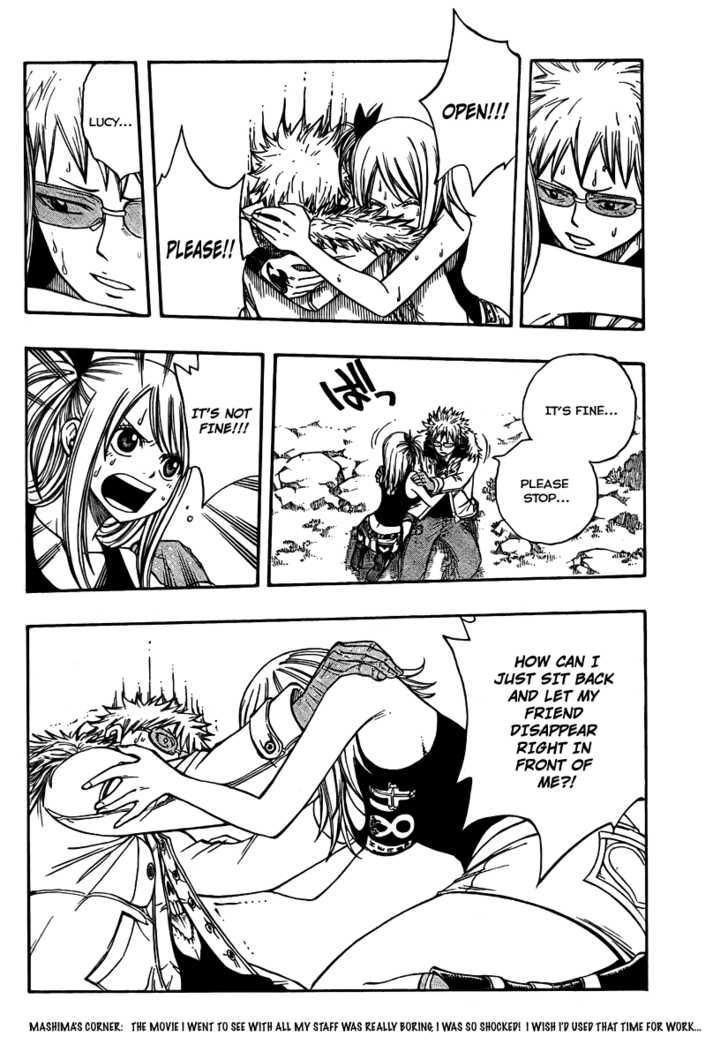 OPEN!!!
PLEASE!!
LUCY...
IT'S FINE...
PLEASE
STOP...
ばっ
IT'S NOT
FINE!!!
HOW CAN I
JUST SIT BACK
AND LET MY
FRIEND
DISAPPEAR
RIGHT IN
FRONT OF
ME?!
MASHIMA'S CORNER: THE MOVIE I WENT TO SEE WITH ALL MY STAFF WAS REALLY BORING, I WAS SO SHOCKED! I WISH I'D USED THAT TIME FOR WORK...